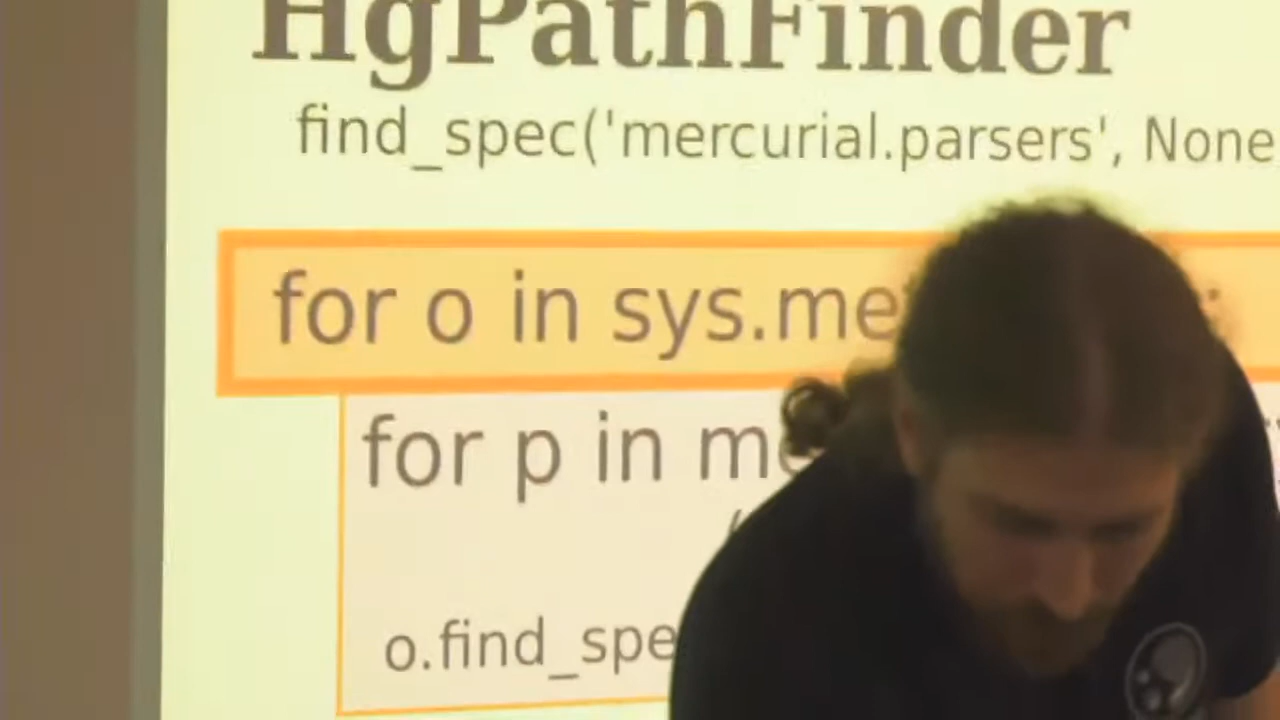 HgPathFinder
find_spec('mercurial.parsers', None
for o in sys.me
for p in me
o.find_spe